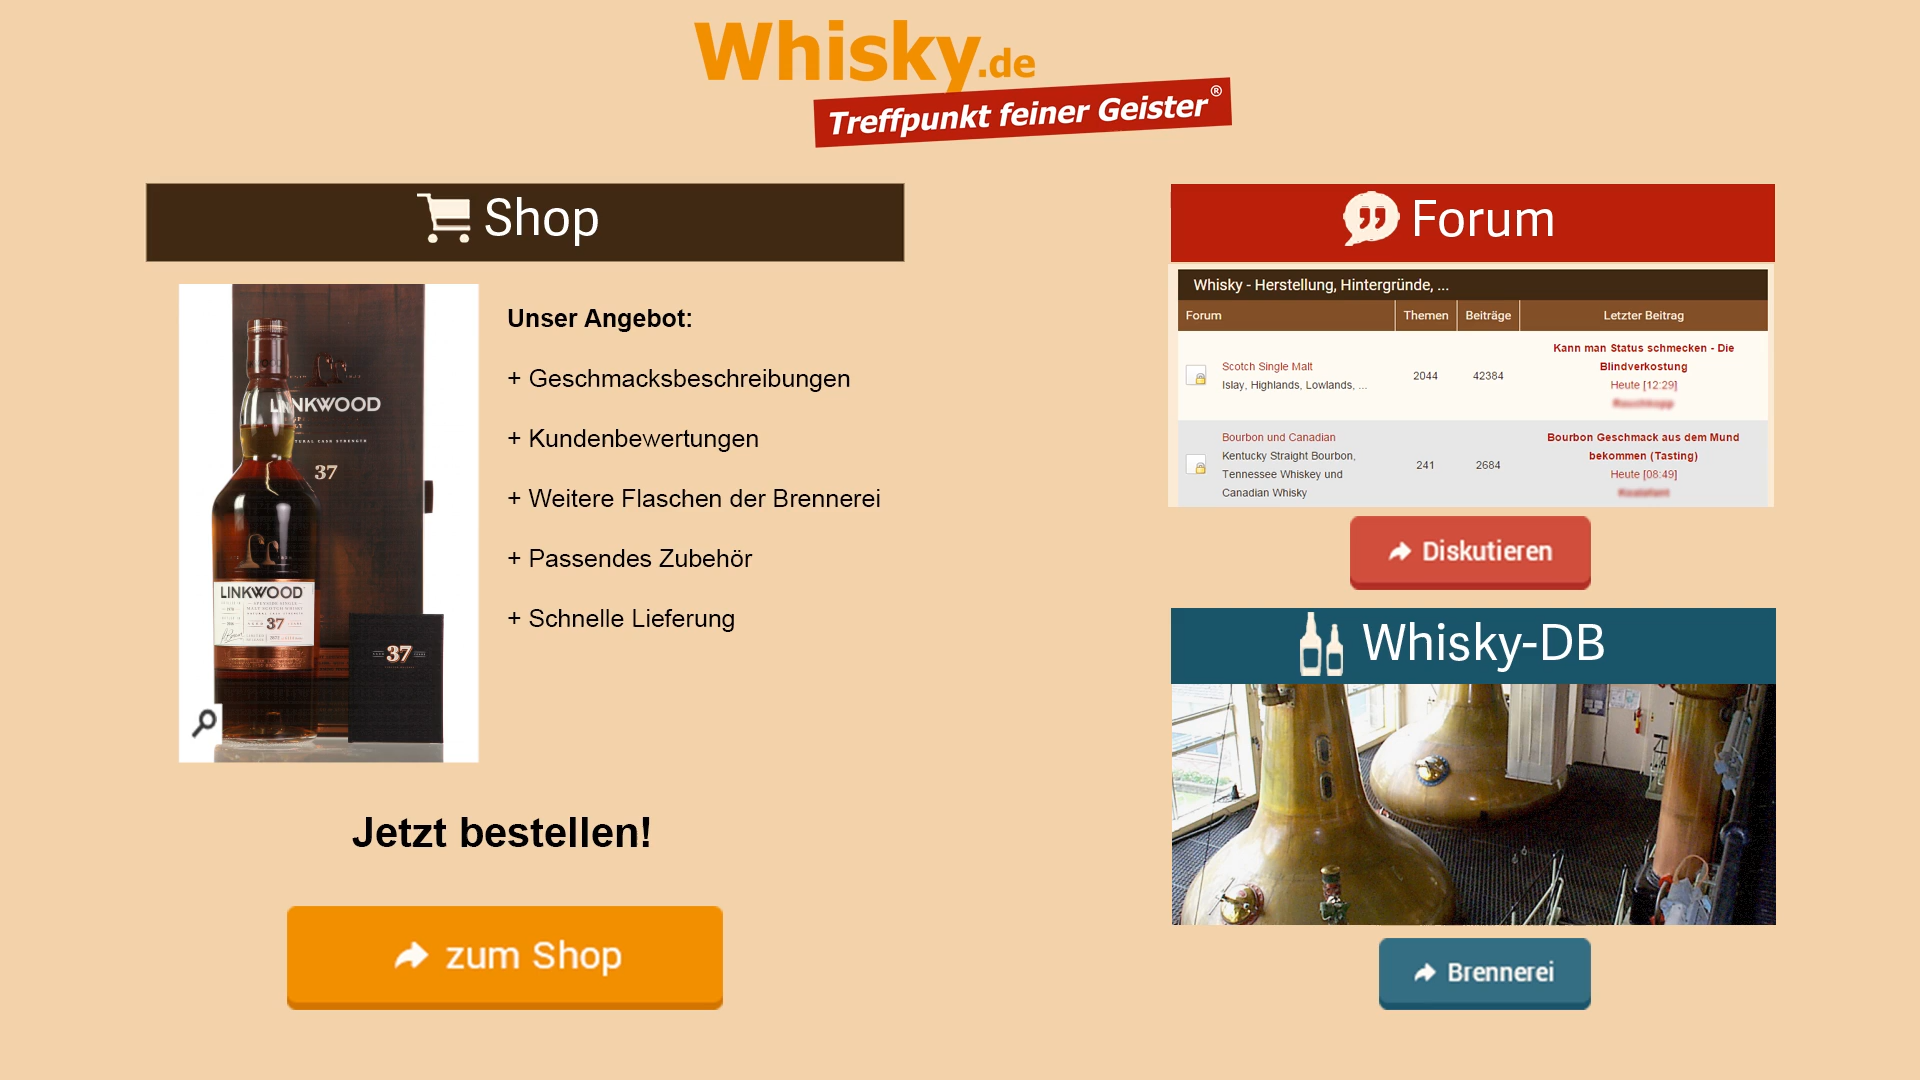 Whisky.de
Treffpunkt feiner Geister®
Shop
LINKWOOD
37
LINKWOOD
37
37
Unser Angebot:
+ Geschmacksbeschreibungen
+ Kundenbewertungen
+ Weitere Flaschen der Brennerei
+ Passendes Zubehör
+ Schnelle Lieferung
Jetzt bestellen!
zum Shop
Forum
Whisky - Herstellung, Hintergründe, ...
Forum Themen Beiträge Letzter Beitrag
Scotch Single Malt
Islay, Highlands, Lowlands, ...
2044 42384
Kann man Status schmecken - Die
Blindverkostung
Heute [12:29]
Bourbon und Canadian
Kentucky Straight Bourbon,
Tennessee Whiskey und
Canadian Whisky
241 2684
Bourbon Geschmack aus dem Mund
bekommen (Tasting)
Heute [08:49]
Diskutieren
Whisky-DB
Brennerei